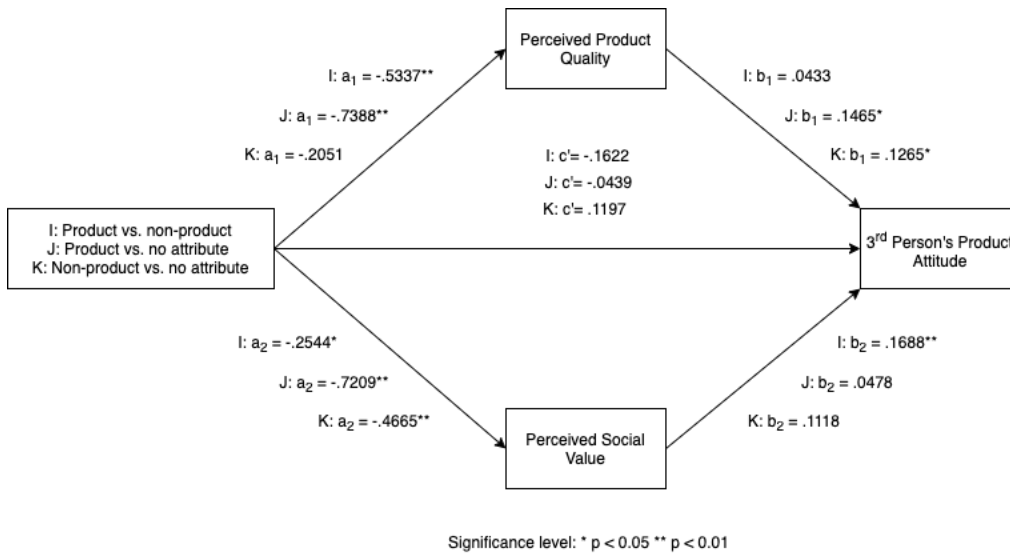 Perceived Product
Quality
I: a₁ = -.5337**
J: a₁ = -.7388**
K: a₁ = -.2051
I: b₁ = .0433
J: b₁ = .1465*
K: b₁ = .1265*
I: c'= -.1622
J: c'= -.0439
K: c'= .1197
I: Product vs. non-product
J: Product vs. no attribute
K: Non-product vs. no attribute
3ʳᵈ Person's Product
Attitude
I: a₂ = -.2544*
J: a₂ = -.7209**
K: a₂ = -.4665**
I: b₂ = .1688**
J: b₂ = .0478
K: b₂ = .1118
Perceived Social
Value
Significance level: * p < 0.05 ** p < 0.01